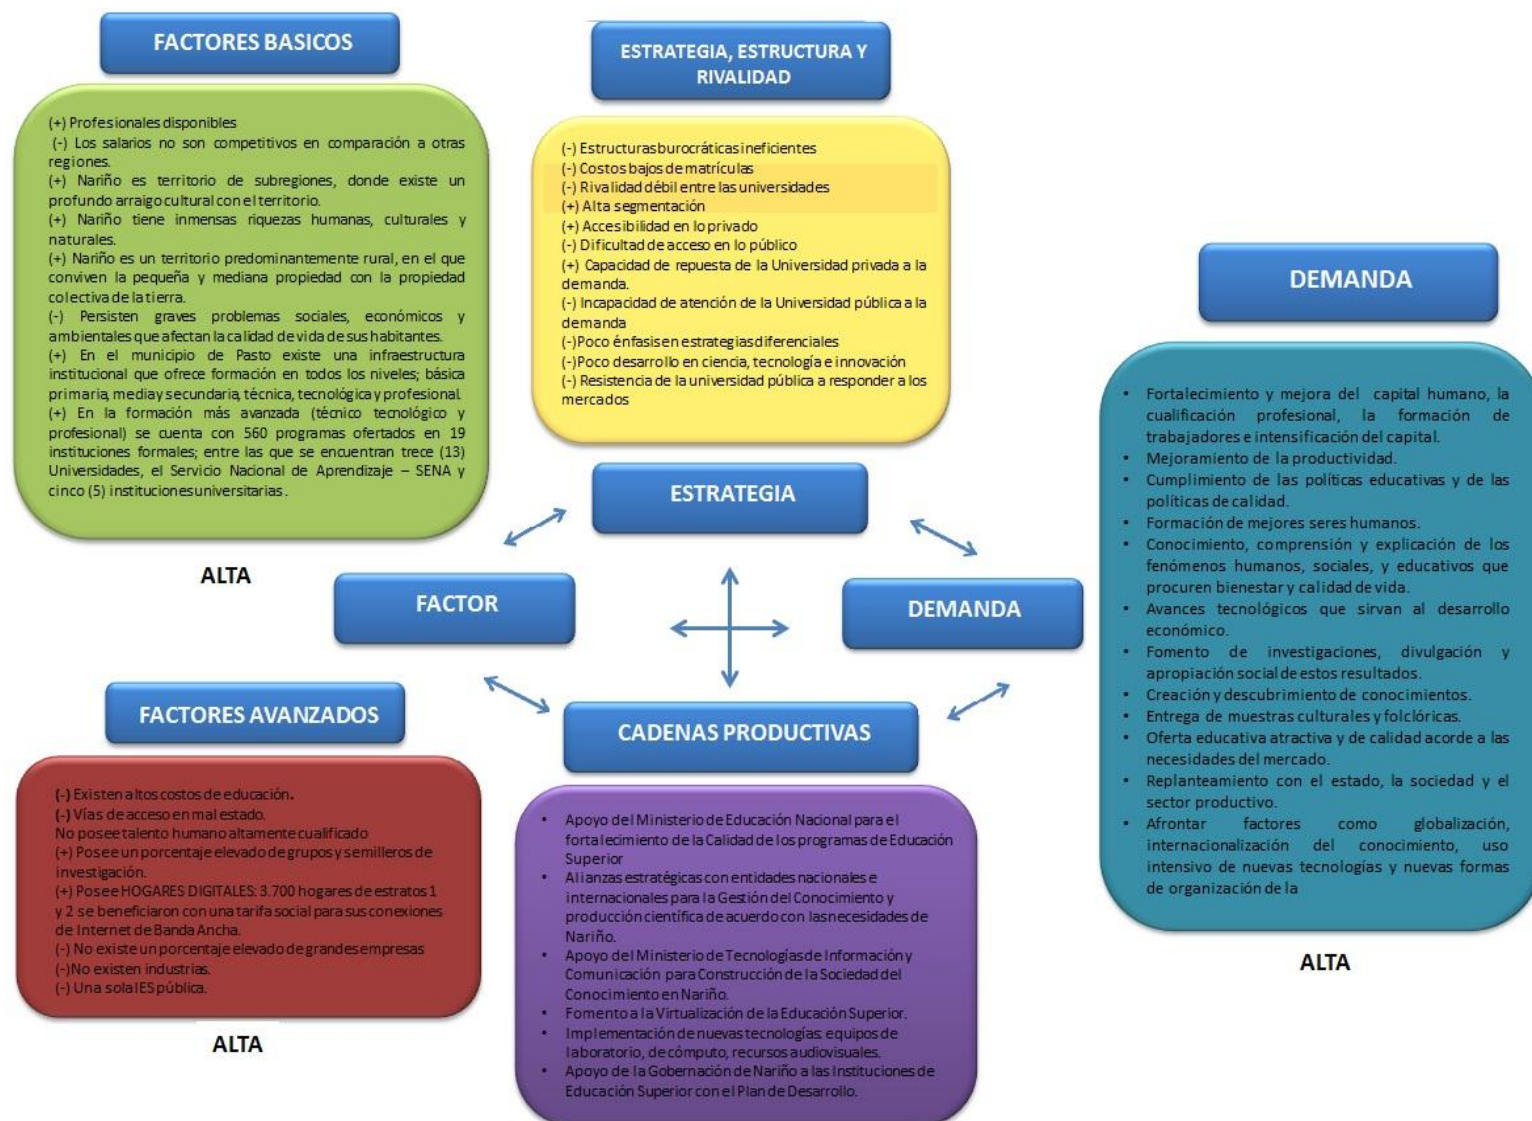 FACTORES BASICOS
(+) Profesionales disponibles
(-) Los salarios no son competitivos en comparación a otras
regiones.
(+) Nariño es territorio de subregiones, donde existe un
profundo arraigo cultural con el territorio.
(+) Nariño tiene inmensas riquezas humanas, culturales y
naturales.
(+) Nariño es un territorio predominantemente rural, en el que
conviven la pequeña y mediana propiedad con la propiedad
colectiva de la tierra.
(-) Persisten graves problemas sociales, económicos y
ambientales que afectan la calidad de vida de sus habitantes.
(+) En el municipio de Pasto existe una infraestructura
institucional que ofrece formación en todos los niveles; básica
primaria, media y secundaria, técnica, tecnológica y profesional.
(+) En la formación más avanzada (técnico tecnológico y
profesional) se cuenta con 560 programas ofertados en 19
instituciones formales; entre las que se encuentran trece (13)
Universidades, el Servicio Nacional de Aprendizaje – SENA y
cinco (5) instituciones universitarias.
ALTA
ESTRATEGIA, ESTRUCTURA Y
RIVALIDAD
(-) Estructuras burocráticas ineficientes
(-) Costos bajos de matrículas
(-) Rivalidad débil entre las universidades
(+) Alta segmentación
(+) Accesibilidad en lo privado
(-) Dificultad de acceso en lo público
(+) Capacidad de repuesta de la Universidad privada a la
demanda.
(-) Incapacidad de atención de la Universidad pública a la
demanda
(-)Poco énfasis en estrategias diferenciales
(-)Poco desarrollo en ciencia, tecnología e innovación
(-) Resistencia de la universidad pública a responder a los
mercados
ESTRATEGIA
FACTOR
DEMANDA
CADENAS PRODUCTIVAS
• Apoyo del Ministerio de Educación Nacional para el
fortalecimiento de la Calidad de los programas de Educación
Superior
• Alianzas estratégicas con entidades nacionales e
internacionales para la Gestión del Conocimiento y
producción científica de acuerdo con las necesidades de
Nariño.
• Apoyo del Ministerio de Tecnologías de Información y
Comunicación para Construcción de la Sociedad del
Conocimiento en Nariño.
• Fomento a la Virtualización de la Educación Superior.
• Implementación de nuevas tecnologías: equipos de
laboratorio, de cómputo, recursos audiovisuales.
• Apoyo de la Gobernación de Nariño a las Instituciones de
Educación Superior con el Plan de Desarrollo.
FACTORES AVANZADOS
(-) Existen altos costos de educación.
(-) Vías de acceso en mal estado.
No posee talento humano altamente cualificado
(+) Posee un porcentaje elevado de grupos y semilleros de
investigación.
(+) Posee HOGARES DIGITALES: 3.700 hogares de estratos 1
y 2 se beneficiaron con una tarifa social para sus conexiones
de Internet de Banda Ancha.
(-) No existe un porcentaje elevado de grandes empresas
(-)No existen industrias.
(-) Una sola IES pública.
ALTA
DEMANDA
• Fortalecimiento y mejora del capital humano, la
cualificación profesional, la formación de
trabajadores e intensificación del capital.
• Mejoramiento de la productividad.
• Cumplimiento de las políticas educativas y de las
políticas de calidad.
• Formación de mejores seres humanos.
• Conocimiento, comprensión y explicación de los
fenómenos humanos, sociales, y educativos que
procuren bienestar y calidad de vida.
• Avances tecnológicos que sirvan al desarrollo
económico.
• Fomento de investigaciones, divulgación y
apropiación social de estos resultados.
• Creación y descubrimiento de conocimientos.
• Entrega de muestras culturales y folclóricas.
• Oferta educativa atractiva y de calidad acorde a las
necesidades del mercado.
• Replanteamiento con el estado, la sociedad y el
sector productivo.
• Afrontar factores como globalización,
internacionalización del conocimiento, uso
intensivo de nuevas tecnologías y nuevas formas
de organización de la
ALTA